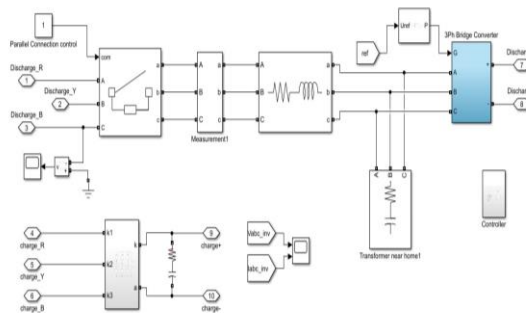 1
Parallel Connection control
Discharge_R
1
Discharge_Y
2
Discharge_B
3
com
A
B
C
a
b
c
A
B
C
a
b
c
Measurement1
A
B
C
a
b
c
ref
Uref
P
3Ph Bridge Converter
G
A
B
C
+
-
Dischar
7
Dischar
8
A
B
C
Transformer near home1
Controller
4
charge_R
5
charge_Y
6
charge_B
k1
k2
k3
k
a
9
charge+
10
charge-
Vabc_inv
Iabc_inv